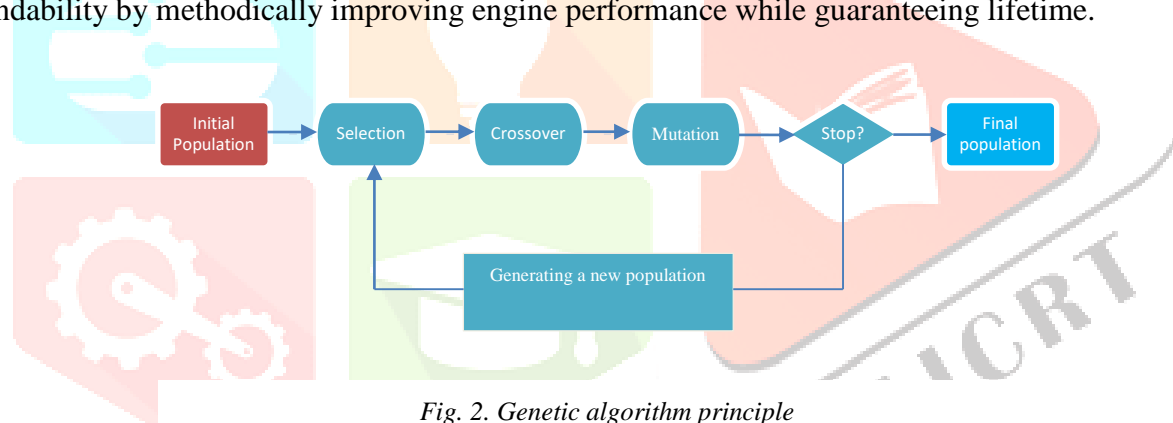 ndability by methodically improving engine performance while guaranteeing lifetime.
Initial
Population
Selection
Crossover
Mutation
Stop?
Final
population
Generating a new population
IJCRT
Fig. 2. Genetic algorithm principle